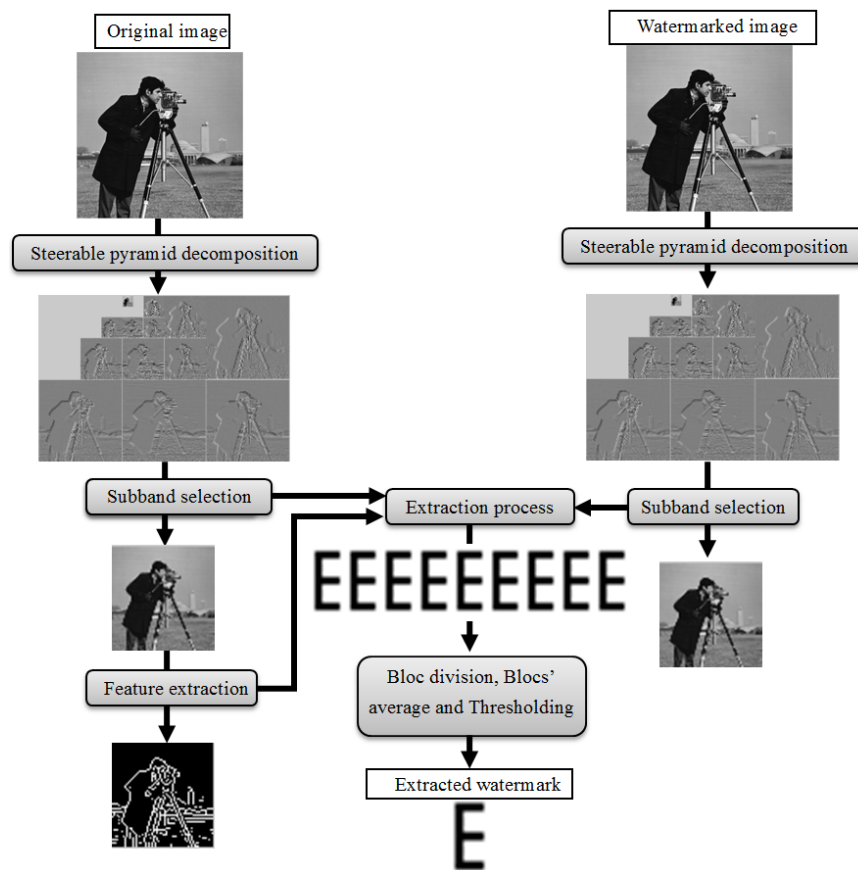 Original image
Watermarked image
Steerable pyramid decomposition
Steerable pyramid decomposition
Subband selection
Extraction process
Subband selection
EEEEEEEEE
Feature extraction
Bloc division, Blocs'
average and Thresholding
Extracted watermark
E